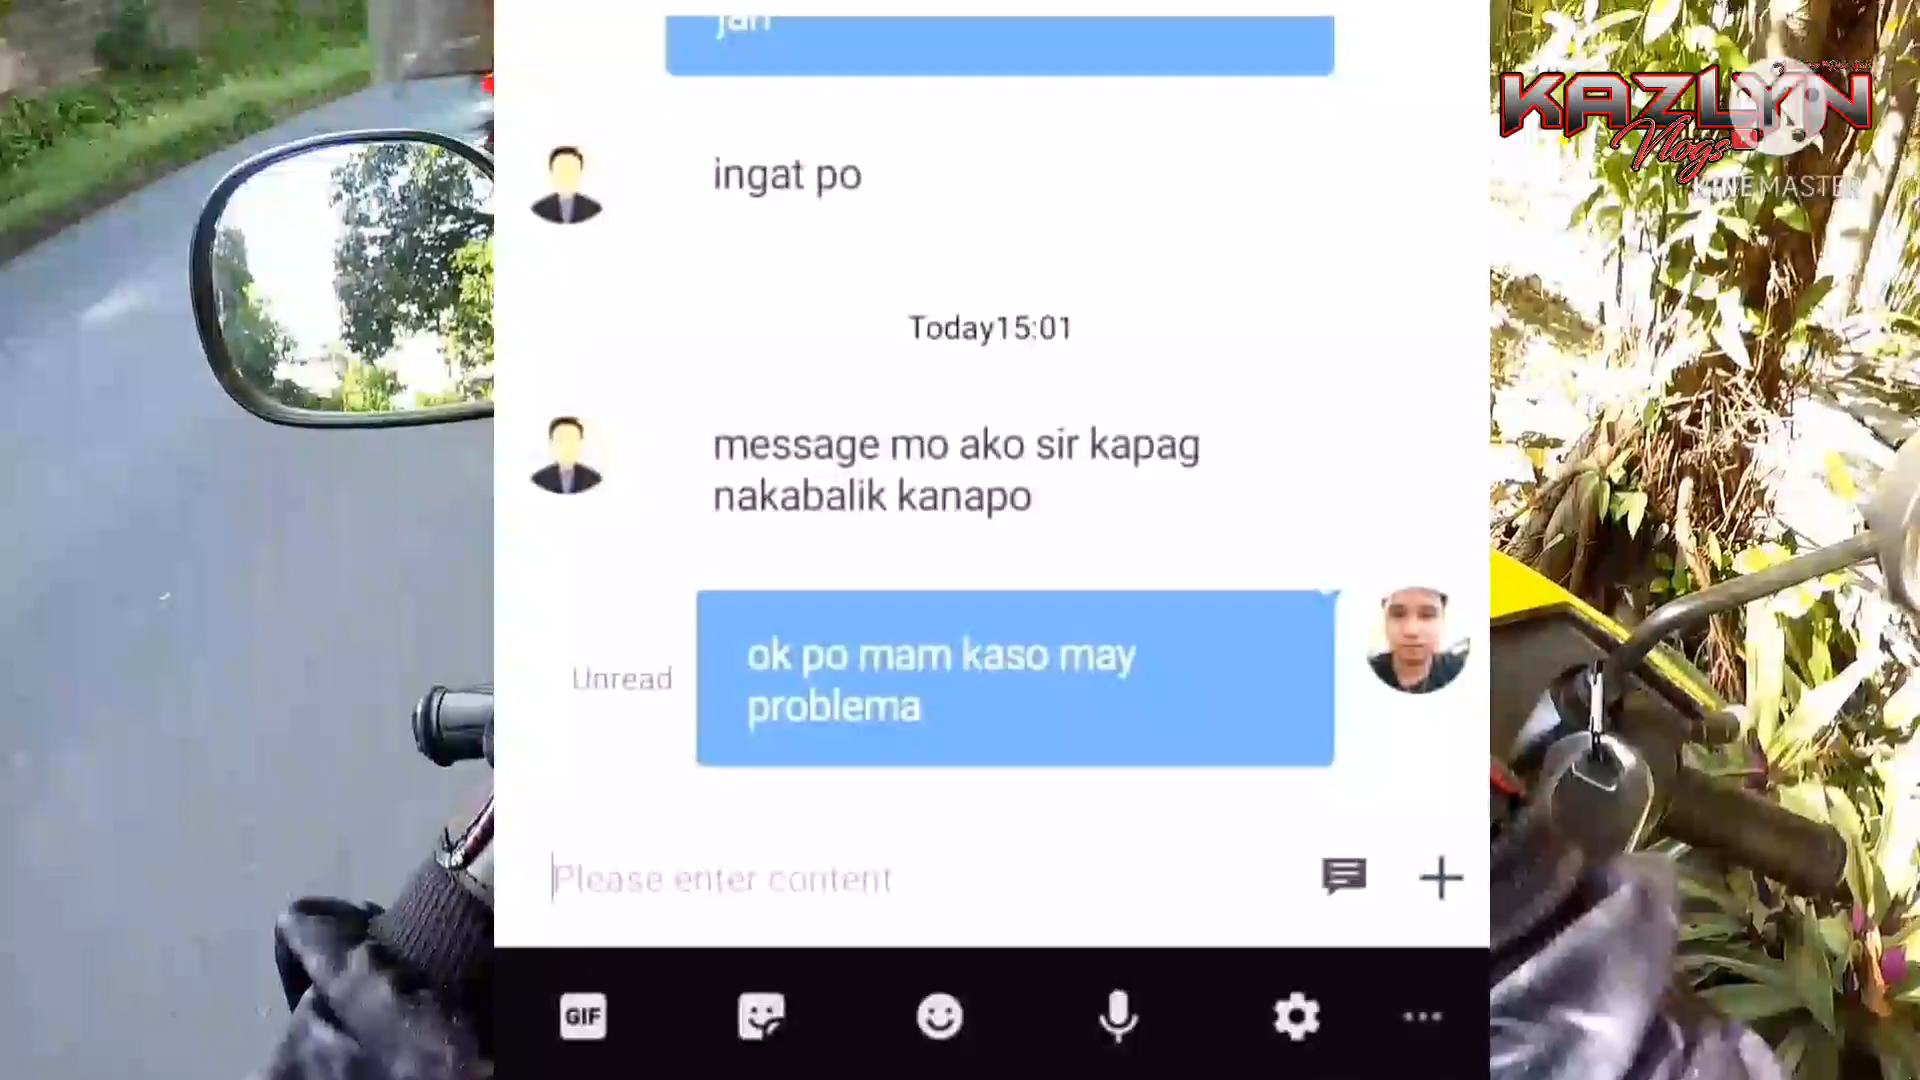 jan
ingat po
Today15:01
message mo ako sir kapag
nakabalik kanapo
Unread
ok po mam kaso may
problema
Please enter content
GIF
KAZLYN
Vlogs
KINEMASTER